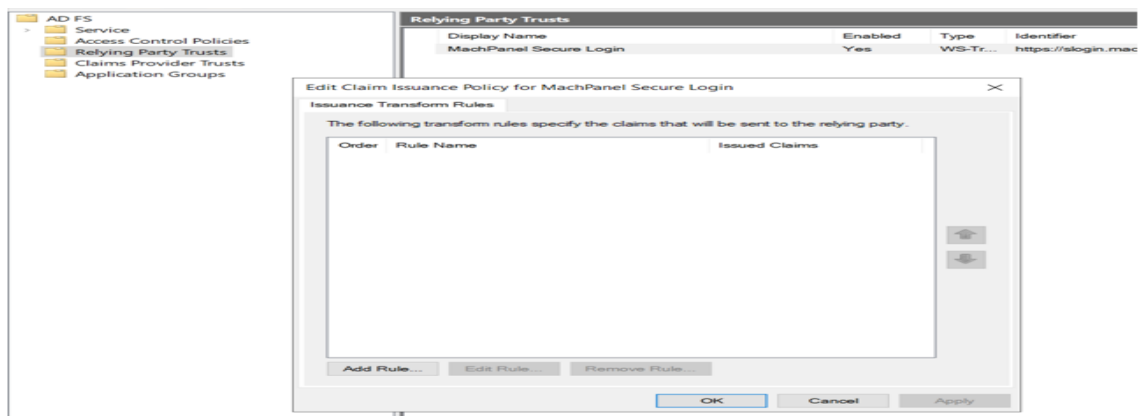 AD FS
Service
Access Control Policies
Relying Party Trusts
Claims Provider Trusts
Application Groups
Relying Party Trusts
Display Name Enabled Type Identifier
MachPanel Secure Login Yes WS-Tr... https://slogin.mac
Edit Claim Issuance Policy for MachPanel Secure Login
Issuance Transform Rules
The following transform rules specify the claims that will be sent to the relying party.
Order Rule Name Issued Claims
Add Rule... Edit Rule... Remove Rule...
OK Cancel Apply